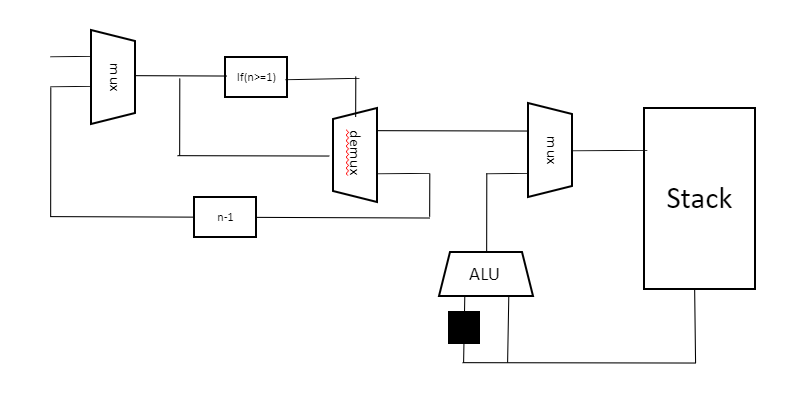 mux
If(n>=1)
demux
mux
Stack
n-1
ALU